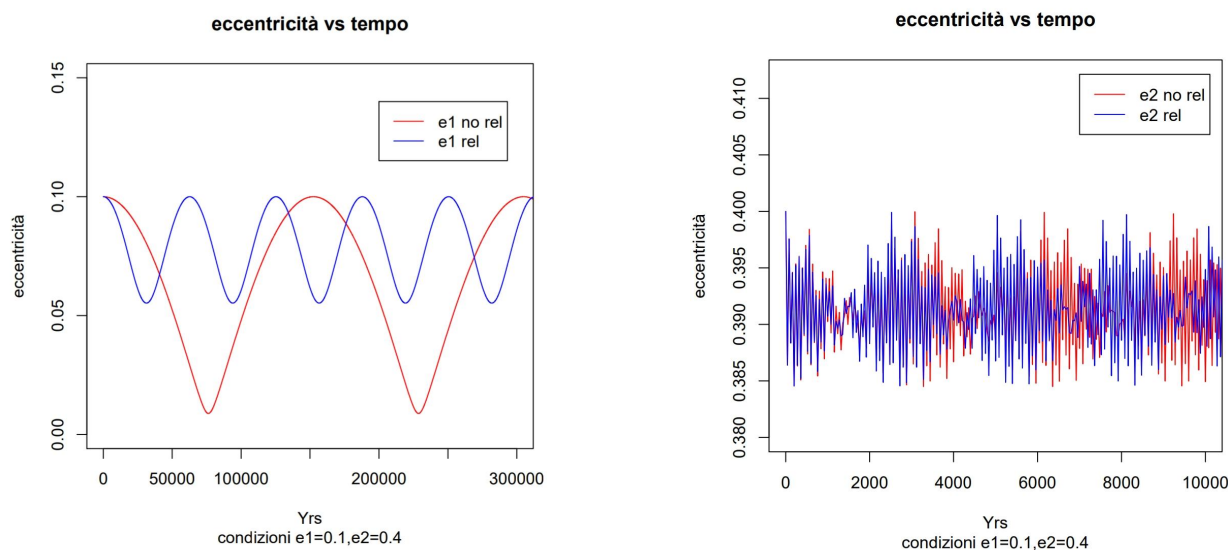 eccentricità vs tempo
0.15
0.10
0.05
0.00
eccentricità
e1 no rel
e1 rel
0
50000
100000
200000
300000
Yrs
condizioni e1=0.1,e2=0.4
eccentricità vs tempo
0.410
0.405
0.400
0.395
0.390
0.385
0.380
eccentricità
e2 no rel
e2 rel
0
2000
4000
6000
8000
10000
Yrs
condizioni e1=0.1,e2=0.4